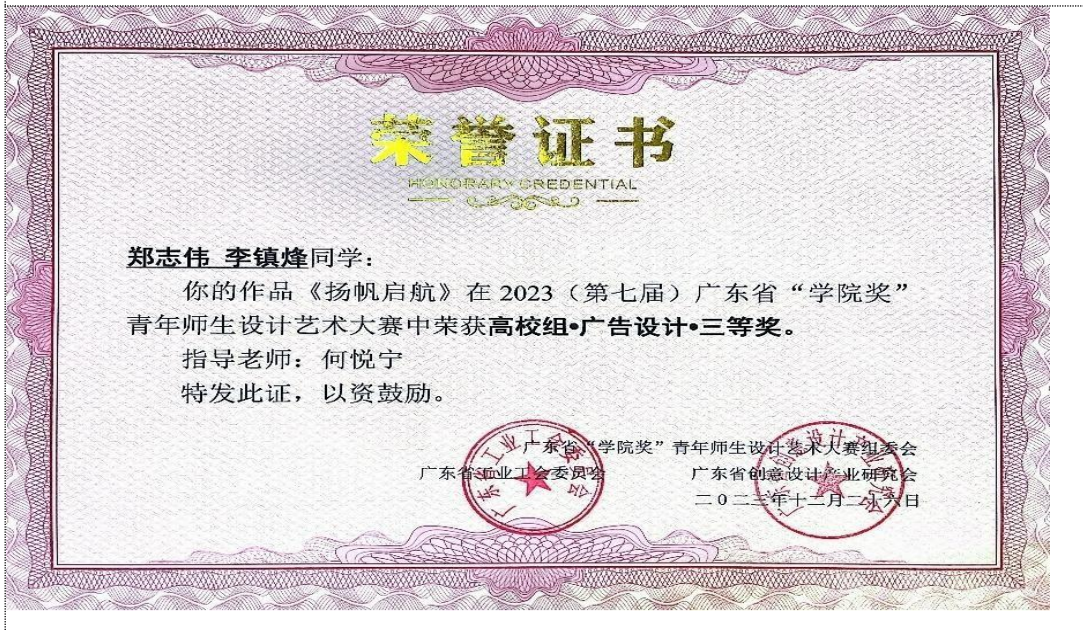 荣誉证书
HONORARY CREDENTIAL
郑志伟 李镇烽同学：
你的作品《扬帆启航》在 2023（第七届）广东省“学院奖”
青年师生设计艺术大赛中荣获高校组•广告设计•三等奖。
指导老师：何悦宁
特发此证，以资鼓励。
广东省“学院奖”青年师生设计艺术大赛组委会
广东省工业工会委员会 广东省创意设计产业研究会
二0二三年十二月二十六日